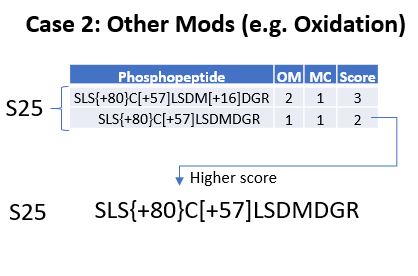 Case 2: Other Mods (e.g. Oxidation)
Phosphopeptide OM MC Score
S25
SLS{+80}C[+57]LSDM[+16]DGR 2 1 3
SLS{+80}C[+57]LSDMDGR 1 1 2
Higher score
S25 SLS{+80}C[+57]LSDMDGR